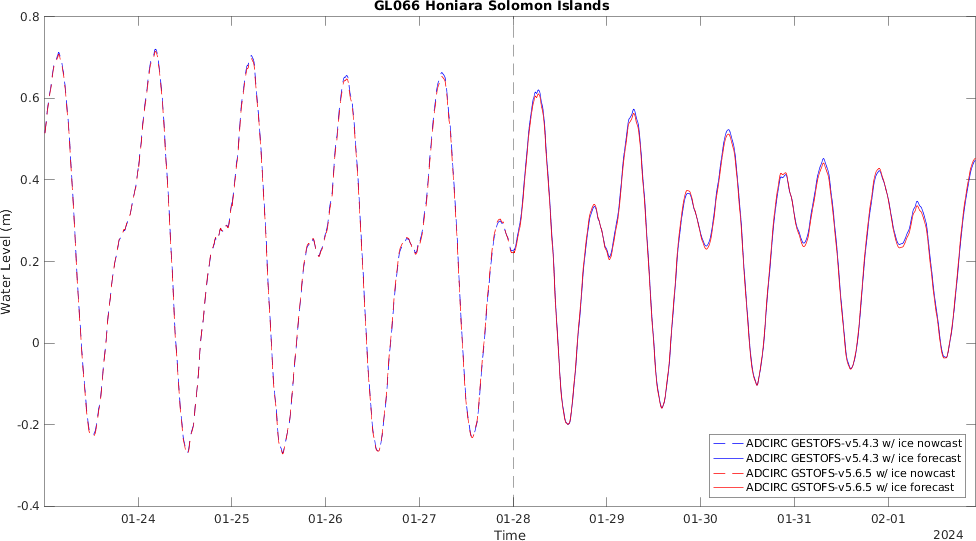 GL066 Honiara Solomon Islands
0.8
0.6
0.4
0.2
0
-0.2
-0.4
Water Level (m)
01-24
01-25
01-26
01-27
01-28
01-29
01-30
01-31
02-01
Time
2024
ADCIRC GESTOFS-v5.4.3 w/ ice nowcast
ADCIRC GESTOFS-v5.4.3 w/ ice forecast
ADCIRC GSTOFS-v5.6.5 w/ ice nowcast
ADCIRC GSTOFS-v5.6.5 w/ ice forecast